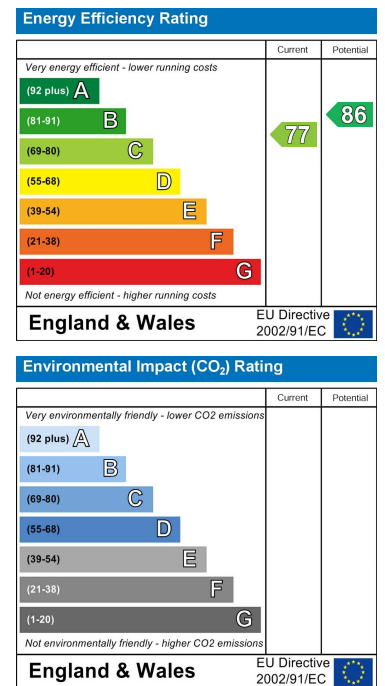 Energy Efficiency Rating
Current Potential
Very energy efficient - lower running costs
(92 plus) A
(81-91) B
86
(69-80) C
77
(55-68) D
(39-54) E
(21-38) F
(1-20) G
Not energy efficient - higher running costs
England & Wales
EU Directive
2002/91/EC
Environmental Impact (CO₂) Rating
Current Potential
Very environmentally friendly - lower CO2 emissions
(92 plus) A
(81-91) B
(69-80) C
(55-68) D
(39-54) E
(21-38) F
(1-20) G
Not environmentally friendly - higher CO2 emissions
England & Wales
EU Directive
2002/91/EC